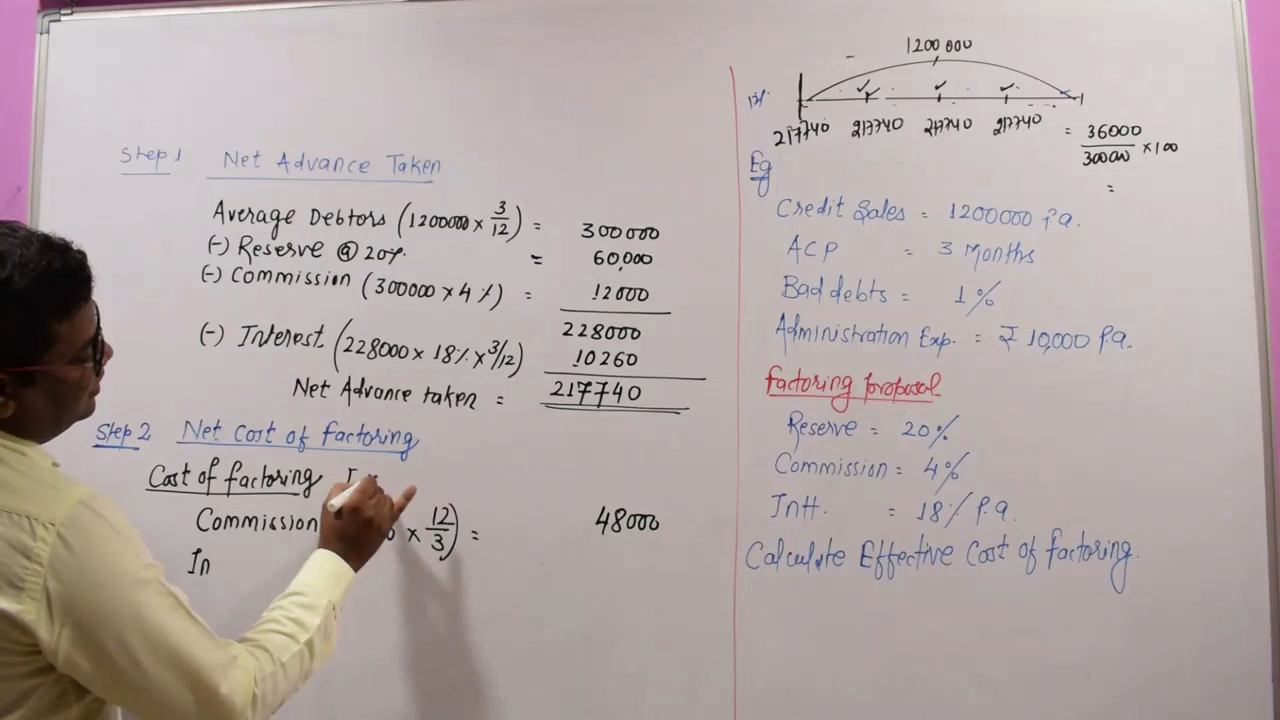 Step 1 Net Advance Taken
Average Debtors (1200000 × 3/12) = 300000
(-) Reserve @ 20%. = 60,000
(-) Commission (300000 × 4%) = 12000
228000
(-) Interest (228000 × 18% × 3/12) 10260
Net Advance taken = 217740
Step 2 Net Cost of factoring
Cost of factoring
Commission × 12/3) = 48000
In
1200000
217740 217740 217740 217740
= 36000/300000 × 100
=
Eg
Credit Sales = 1200000 P.a.
ACP = 3 Months
Bad debts = 1%
Administration Exp. = ₹ 10,000 P.a.
Factoring proposal
Reserve = 20%
Commission = 4%
Intt. = 18% P.a.
Calculate Effective Cost of factoring.